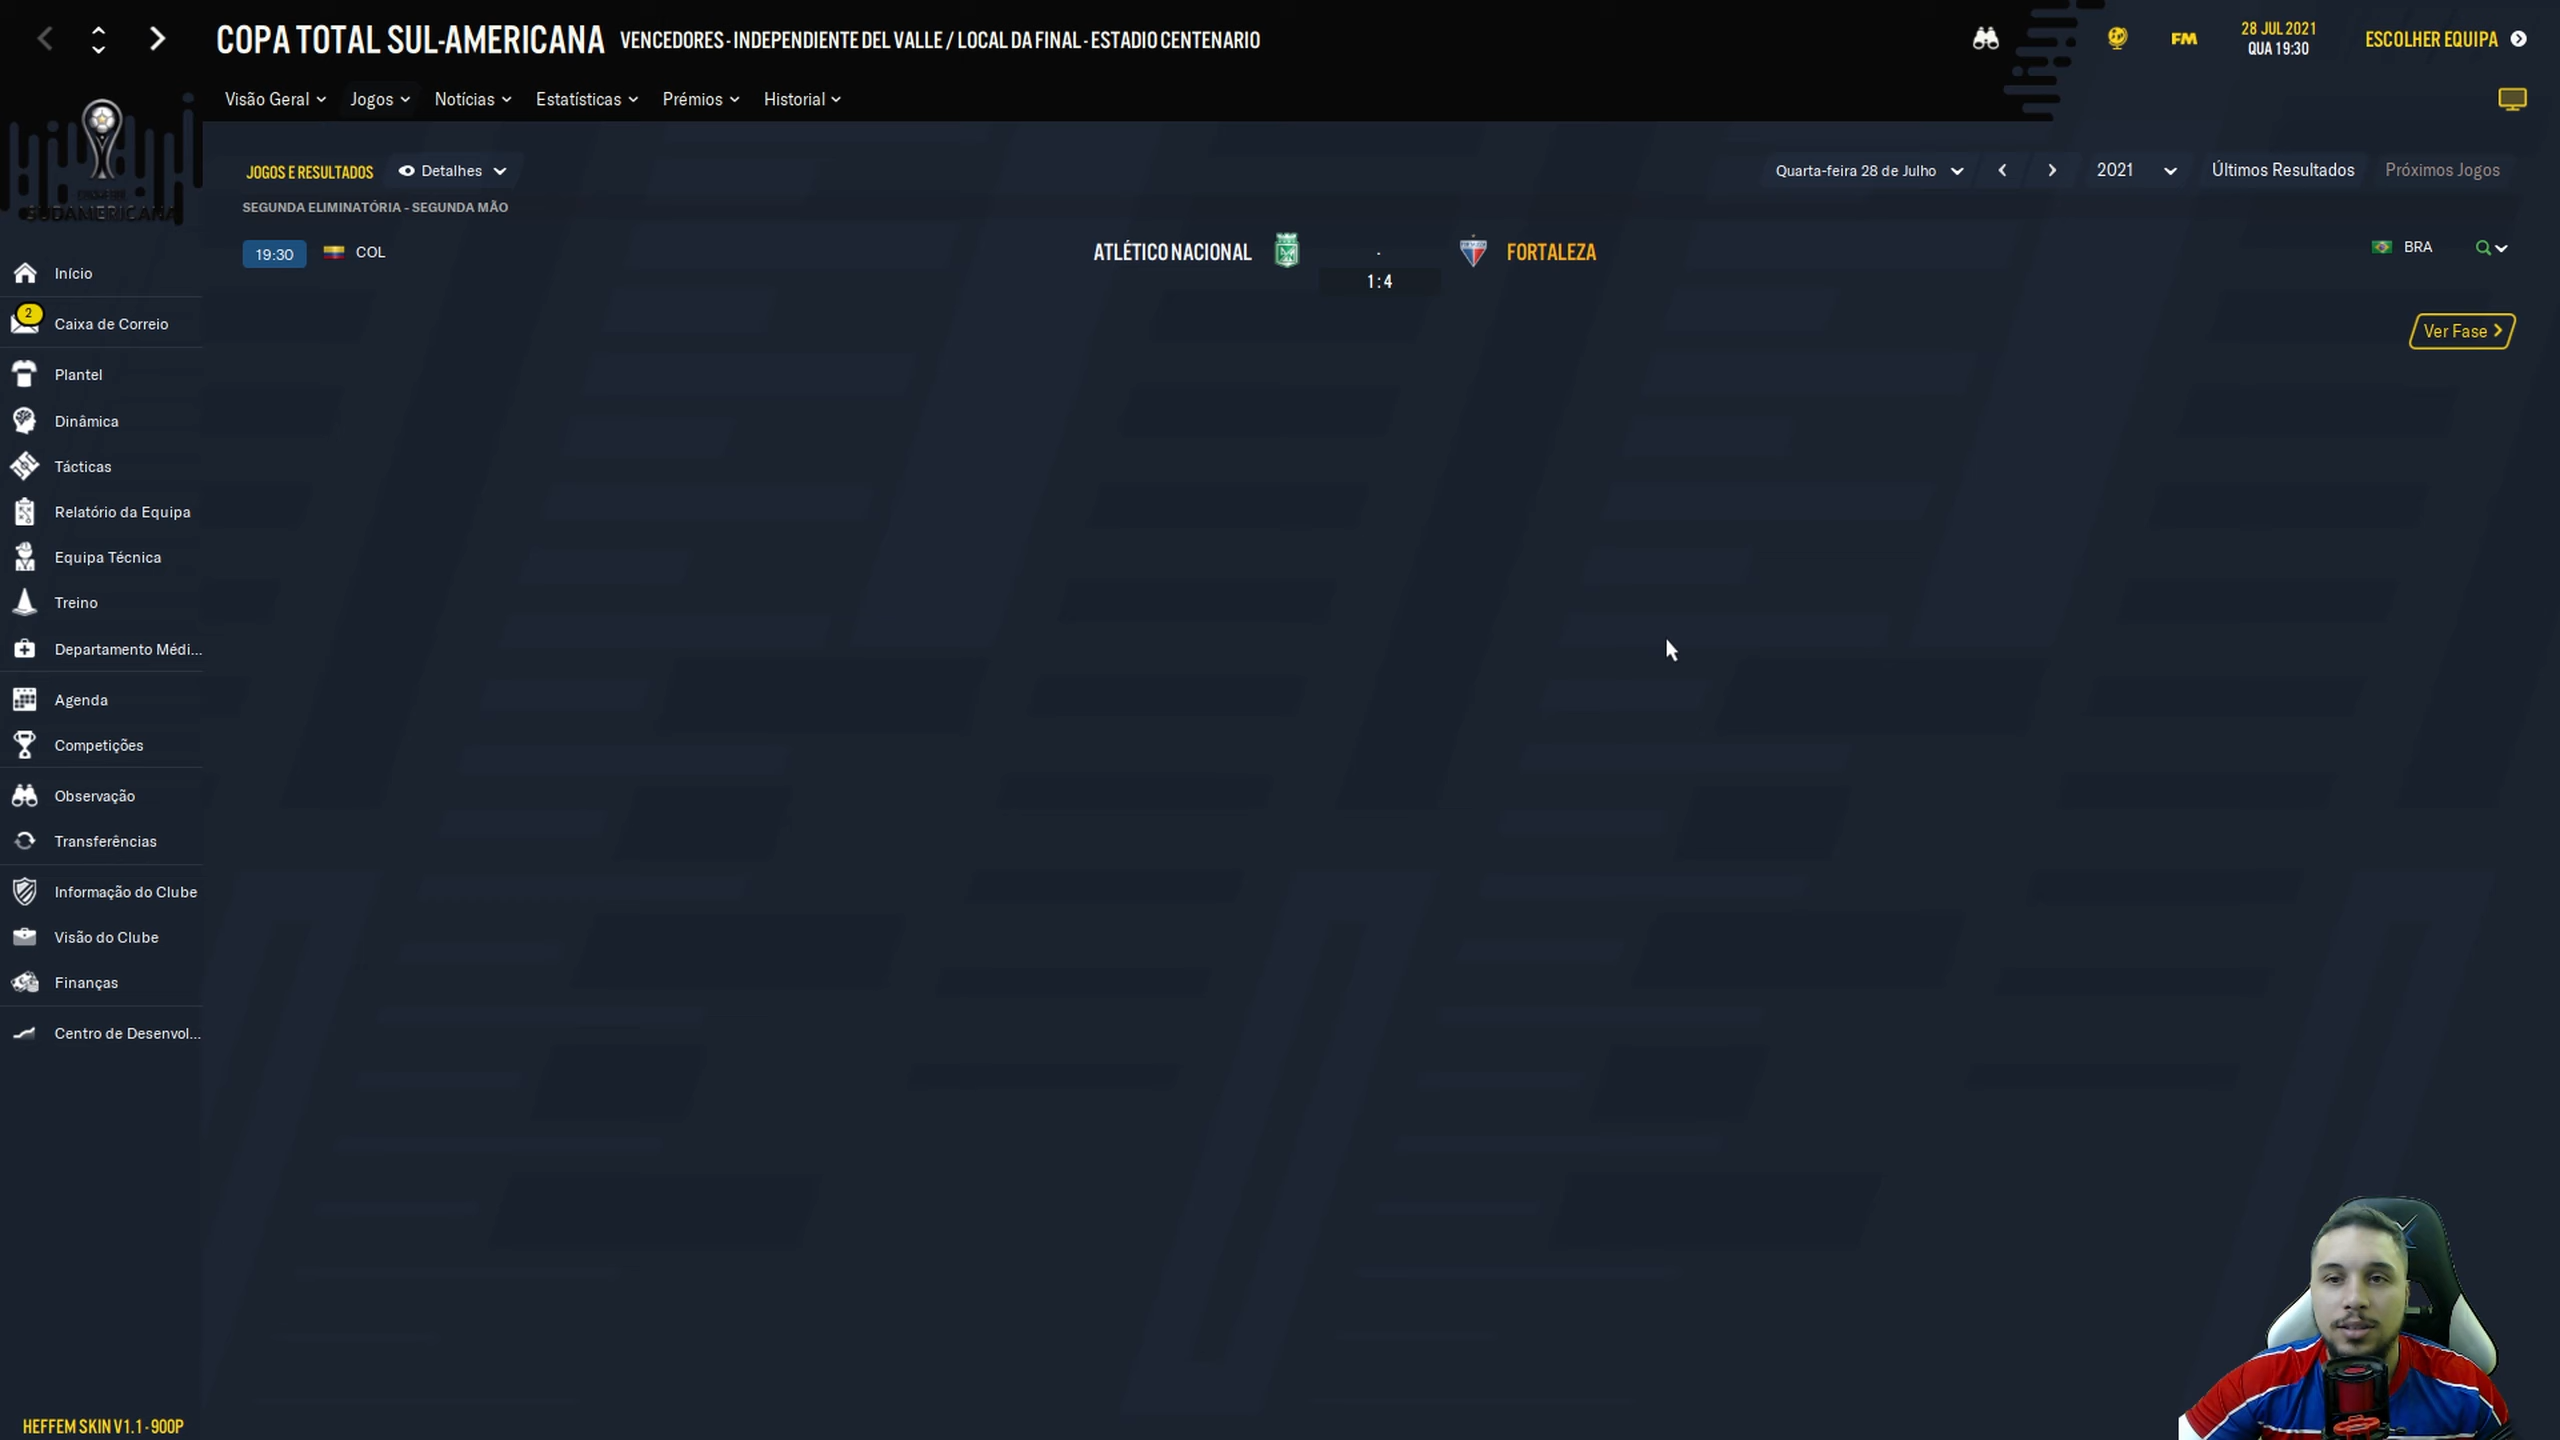 COPA TOTAL SUL-AMERICANA VENCEDORES - INDEPENDIENTE DEL VALLE / LOCAL DA FINAL - ESTADIO CENTENARIO
FM
28 JUL 2021
QUA 19:30
ESCOLHER EQUIPA
Visão Geral
Jogos
Notícias
Estatísticas
Prémios
Historial
SUDAMERICANA
JOGOS E RESULTADOS
Detalhes
Quarta-feira 28 de Julho
2021
Últimos Resultados
Próximos Jogos
SEGUNDA ELIMINATÓRIA - SEGUNDA MÃO
19:30 COL ATLÉTICO NACIONAL - FORTALEZA BRA
1 : 4
Ver Fase
Início
2
Caixa de Correio
Plantel
Dinâmica
Tácticas
Relatório da Equipa
Equipa Técnica
Treino
Departamento Médi...
Agenda
Competições
Observação
Transferências
Informação do Clube
Visão do Clube
Finanças
Centro de Desenvol...
HEFFEM SKIN V1.1 - 900P